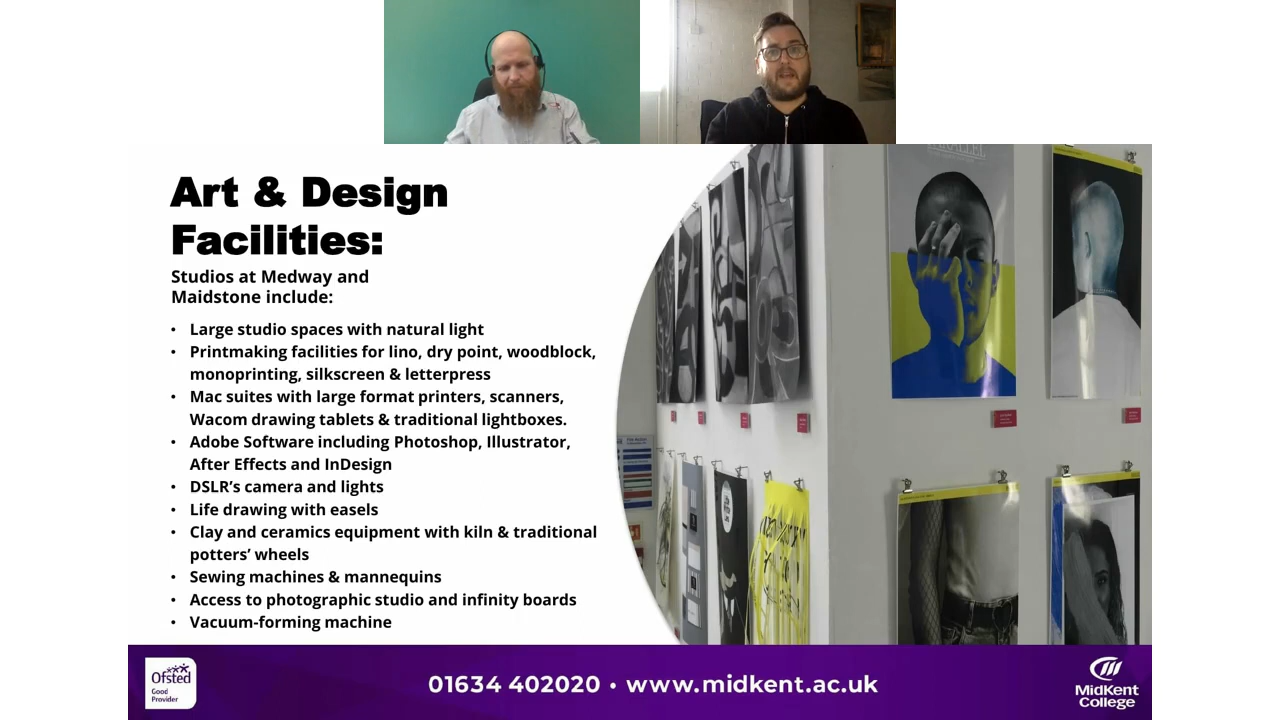 Art & Design
Facilities:
Studios at Medway and
Maidstone include:
• Large studio spaces with natural light
• Printmaking facilities for lino, dry point, woodblock,
monoprinting, silkscreen & letterpress
• Mac suites with large format printers, scanners,
Wacom drawing tablets & traditional lightboxes.
• Adobe Software including Photoshop, Illustrator,
After Effects and InDesign
• DSLR’s camera and lights
• Life drawing with easels
• Clay and ceramics equipment with kiln & traditional
potters’ wheels
• Sewing machines & mannequins
• Access to photographic studio and infinity boards
• Vacuum-forming machine
Ofsted
Good
Provider
01634 402020 • www.midkent.ac.uk
MIDKENT
College